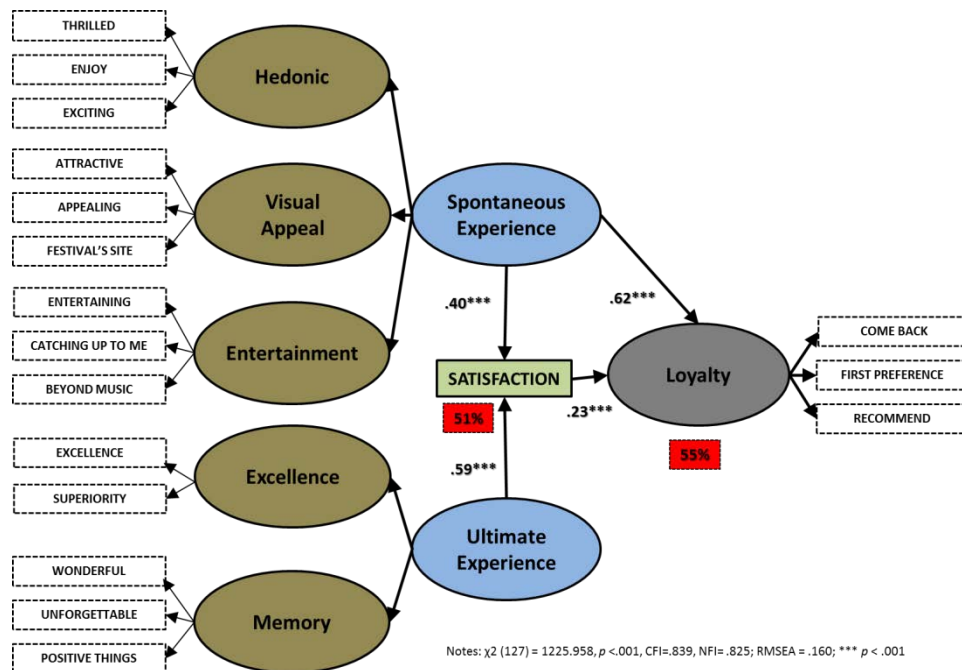 THRILLED
ENJOY
EXCITING
Hedonic
ATTRACTIVE
APPEALING
FESTIVAL'S SITE
Visual
Appeal
Spontaneous
Experience
ENTERTAINING
CATCHING UP TO ME
BEYOND MUSIC
Entertainment
.40***
.62***
SATISFACTION
51%
.23***
Loyalty
55%
COME BACK
FIRST PREFERENCE
RECOMMEND
EXCELLENCE
SUPERIORITY
Excellence
.59***
Ultimate
Experience
WONDERFUL
UNFORGETTABLE
POSITIVE THINGS
Memory
Notes: χ2 (127) = 1225.958, p <.001, CFI=.839, NFI= .825; RMSEA = .160; *** p < .001